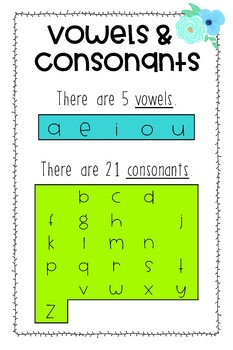 Vowels &
Consonants
There are 5 vowels.
a e i o u
There are 21 consonants.
b c d
f g h j
k l m n
p q r s t
v w x y
z